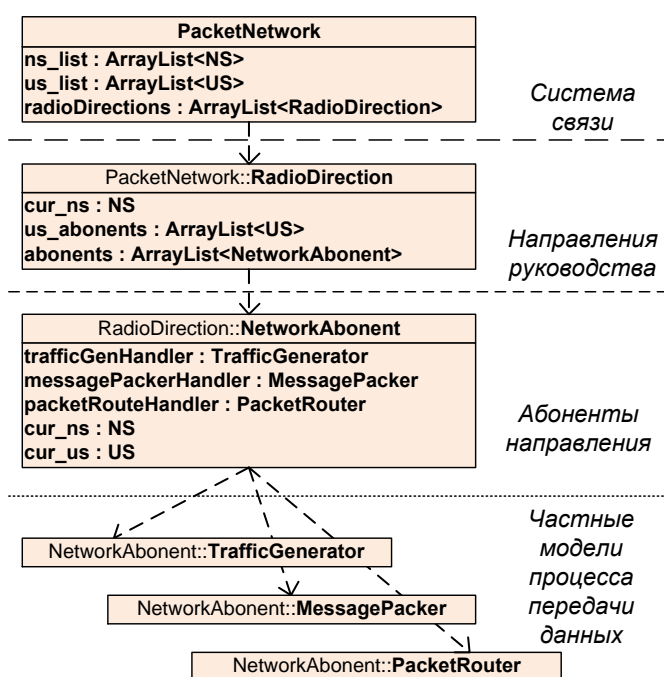 PacketNetwork
ns_list : ArrayList<NS>
us_list : ArrayList<US>
radioDirections : ArrayList<RadioDirection>
Система
связи
PacketNetwork::RadioDirection
cur_ns : NS
us_abonents : ArrayList<US>
abonents : ArrayList<NetworkAbonent>
Направления
руководства
RadioDirection::NetworkAbonent
trafficGenHandler : TrafficGenerator
messagePackerHandler : MessagePacker
packetRouteHandler : PacketRouter
cur_ns : NS
cur_us : US
Абоненты
направления
NetworkAbonent::TrafficGenerator
NetworkAbonent::MessagePacker
NetworkAbonent::PacketRouter
Частные
модели
процесса
передачи
данных